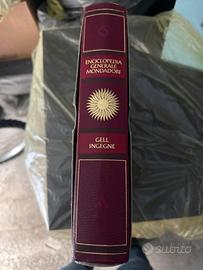 ENCICLOPEDIA
GENERALE
MONDADORI
GELL
INGEGNE
subito